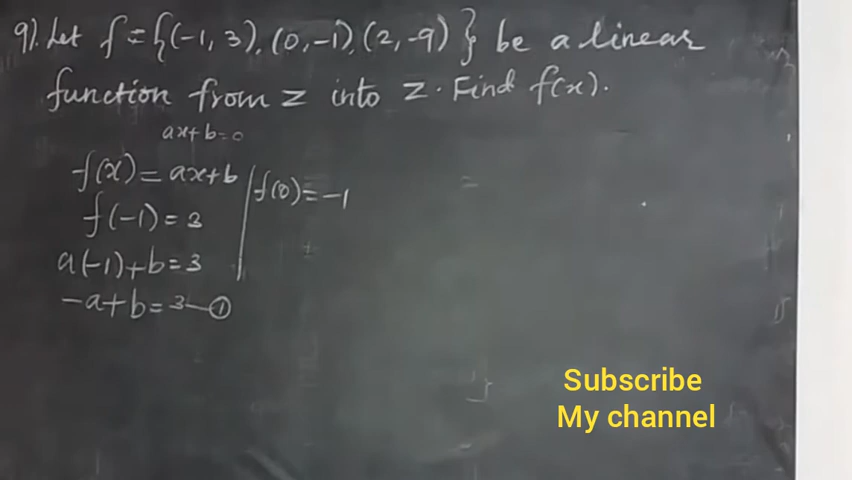 9). Let f = {(-1, 3), (0, -1), (2, -9)} be a linear
function from Z into Z. Find f(x).
ax+b=0
f(x) = ax+b
f(-1) = 3
a(-1)+b=3
-a+b=3—①
f(0)=-1
Subscribe
My channel